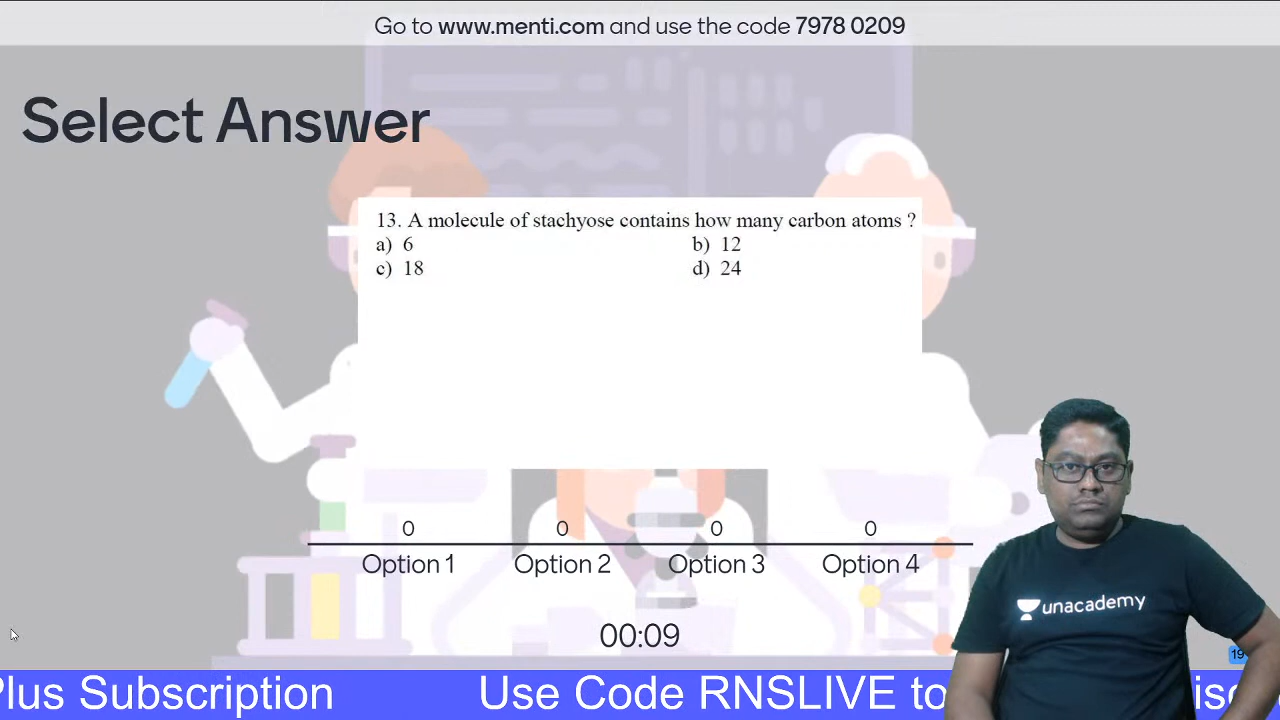 Go to www.menti.com and use the code 7978 0209
Select Answer
13. A molecule of stachyose contains how many carbon atoms ?
a) 6 b) 12
c) 18 d) 24
0 0 0 0
Option 1 Option 2 Option 3 Option 4
unacademy
00:09
19
Plus Subscription Use Code RNSLIVE to